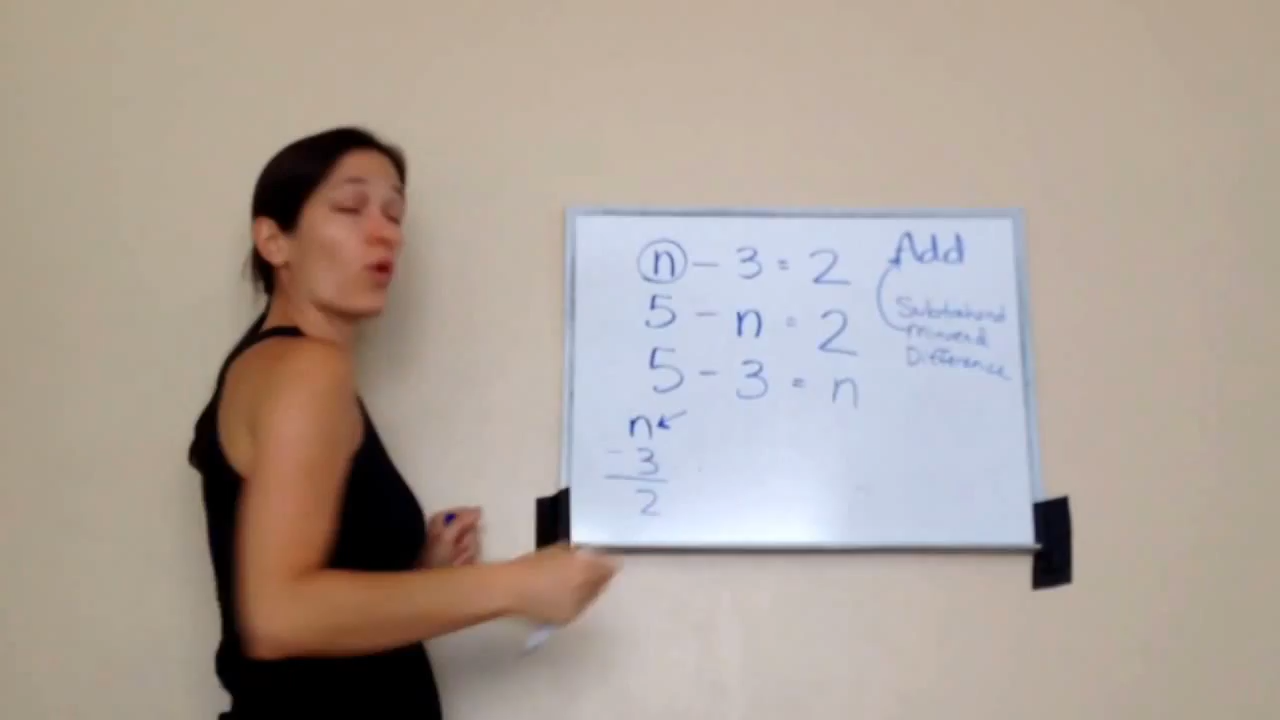 n - 3 = 2
5 - n = 2
5 - 3 = n
n
- 3
2
Add
Subtrahend
Minuend
Difference